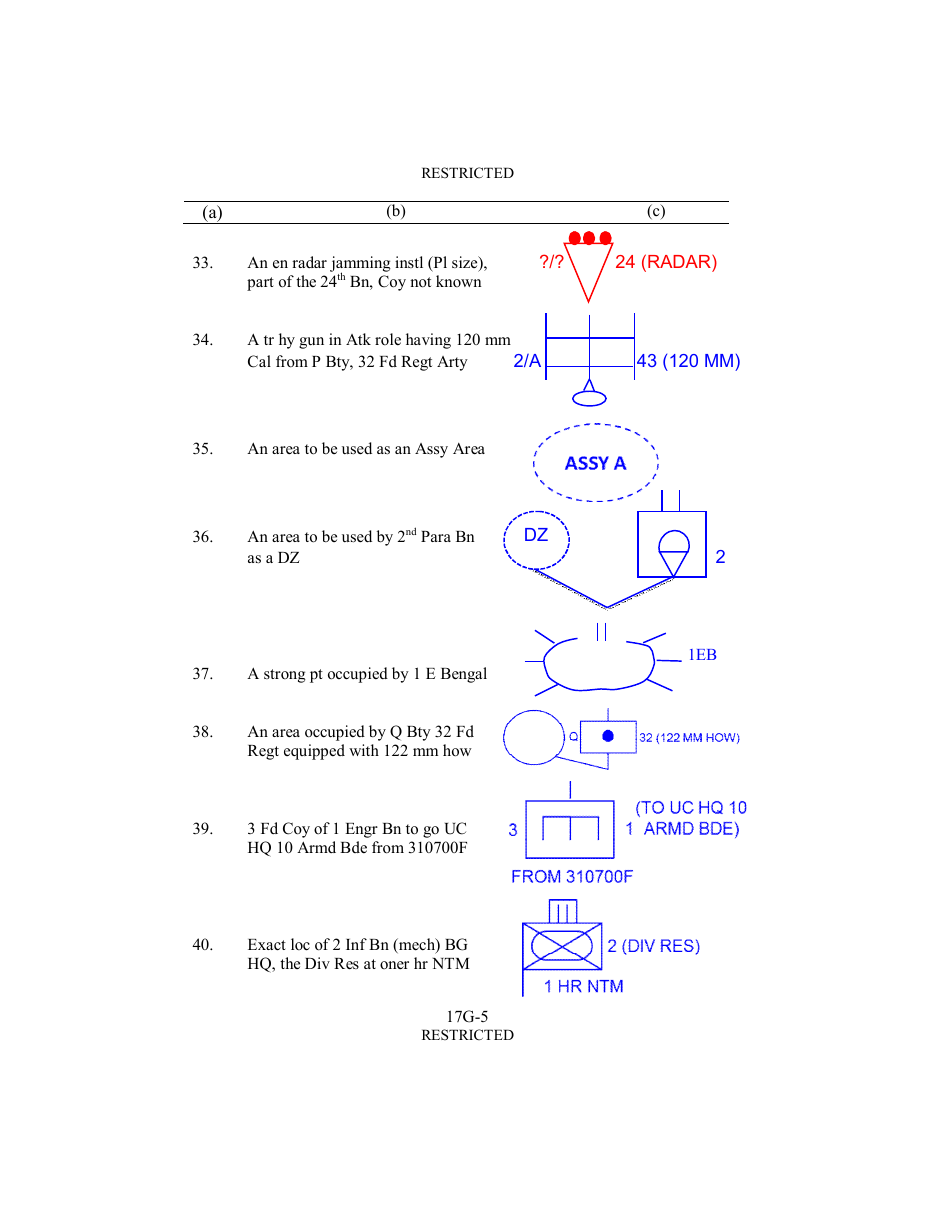 RESTRICTED
(a) (b) (c)
33. An en radar jamming instl (Pl size), ?/? 24 (RADAR)
part of the 24th Bn, Coy not known
34. A tr hy gun in Atk role having 120 mm
Cal from P Bty, 32 Fd Regt Arty 2/A 43 (120 MM)
35. An area to be used as an Assy Area ASSY A
36. An area to be used by 2nd Para Bn DZ
as a DZ 2
1EB
37. A strong pt occupied by 1 E Bengal
38. An area occupied by Q Bty 32 Fd Q 32 (122 MM HOW)
Regt equipped with 122 mm how
(TO UC HQ 10
39. 3 Fd Coy of 1 Engr Bn to go UC 3 1 ARMD BDE)
HQ 10 Armd Bde from 310700F
FROM 310700F
40. Exact loc of 2 Inf Bn (mech) BG 2 (DIV RES)
HQ, the Div Res at oner hr NTM
1 HR NTM
17G-5
RESTRICTED